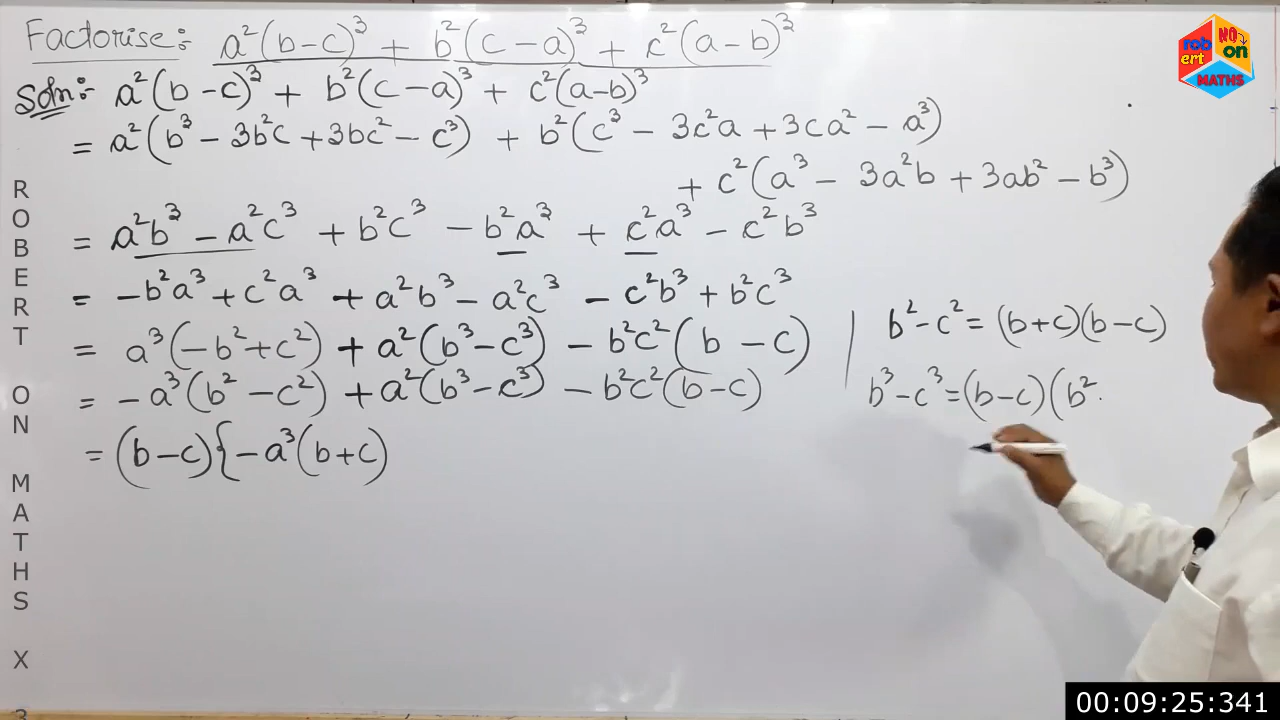 Factorise: a²(b-c)³ + b²(c-a)³ + c²(a-b)³
Soln: a²(b-c)³ + b²(c-a)³ + c²(a-b)³
= a²(b³ - 3b²c + 3bc² - c³) + b²(c³ - 3c²a + 3ca² - a³)
+ c²(a³ - 3a²b + 3ab² - b³)
= a²b³ - a²c³ + b²c³ - b²a³ + c²a³ - c²b³
= -b²a³ + c²a³ + a²b³ - a²c³ - c²b³ + b²c³
= a³(-b²+c²) + a²(b³-c³) - b²c²(b-c)
= -a³(b²-c²) + a²(b³-c³) - b²c²(b-c)
= (b-c){-a³(b+c)
b²-c² = (b+c)(b-c)
b³-c³ = (b-c)(b²
rob
ert
NO
on
MATHS
ROBERT ON MATHS X 3
00:09:25:341